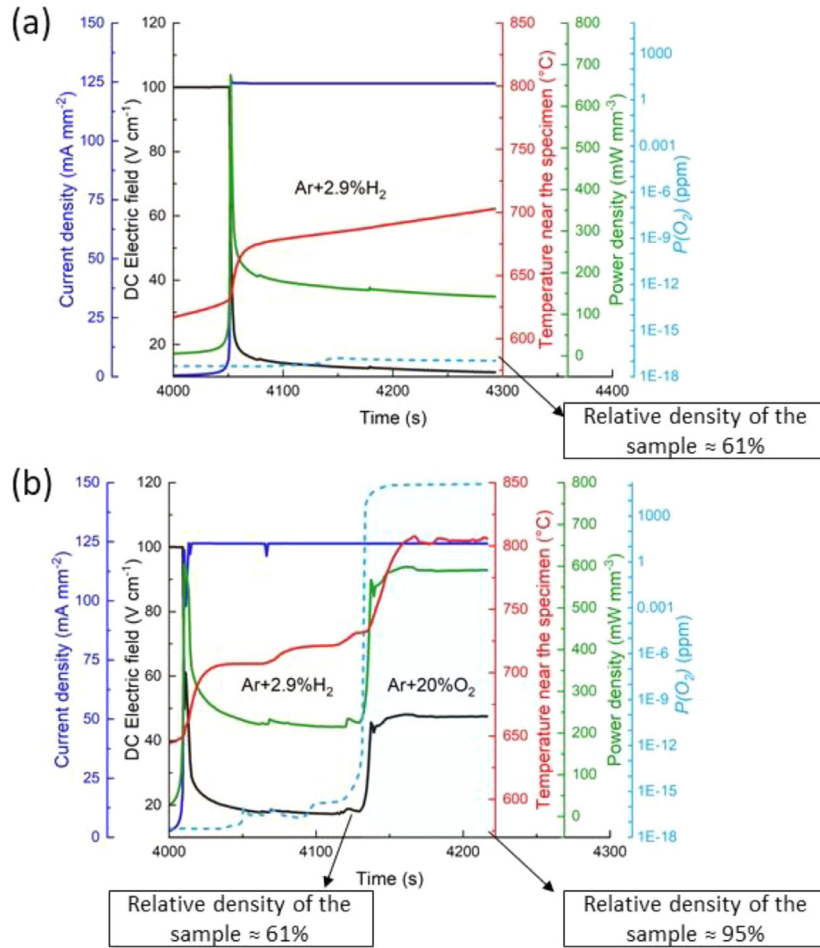 (a)
150
125
100
75
50
25
0
Current density (mA mm-2)
120
100
80
60
40
20
DC Electric field (V cm-1)
Ar+2.9%H2
4000
4100
4200
4300
4400
Time (s)
850
800
750
700
650
600
Temperature near the specimen (°C)
800
700
600
500
400
300
200
100
0
Power density (mW mm-3)
1000
1
0.001
1E-6
1E-9
1E-12
1E-15
1E-18
P(O2) (ppm)
Relative density of the
sample ≈ 61%
(b)
150
125
100
75
50
25
0
Current density (mA mm-2)
120
100
80
60
40
20
DC Electric field (V cm-1)
Ar+2.9%H2
Ar+20%O2
4000
4100
4200
4300
Time (s)
850
800
750
700
650
600
Temperature near the specimen (°C)
800
700
600
500
400
300
200
100
0
Power density (mW mm-3)
10000
1
0.001
1E-6
1E-10
1E-12
1E-15
1E-18
P(O2) (ppm)
Relative density of the
sample ≈ 61%
Relative density of the
sample ≈ 95%